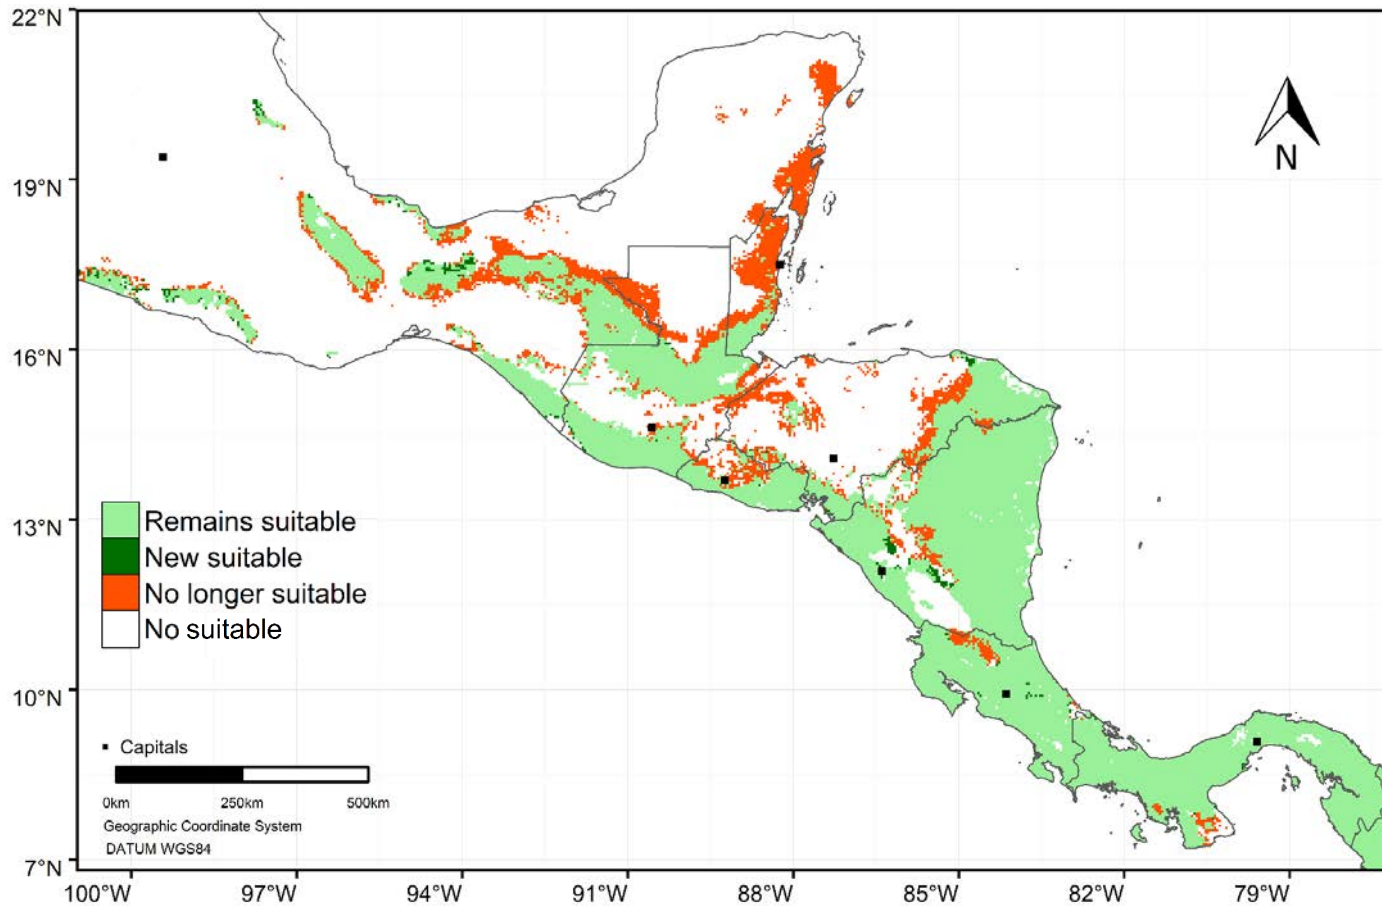 22°N
19°N
16°N
13°N
10°N
7°N
N
Remains suitable
New suitable
No longer suitable
No suitable
Capitals
0km 250km 500km
Geographic Coordinate System
DATUM WGS84
100°W 97°W 94°W 91°W 88°W 85°W 82°W 79°W